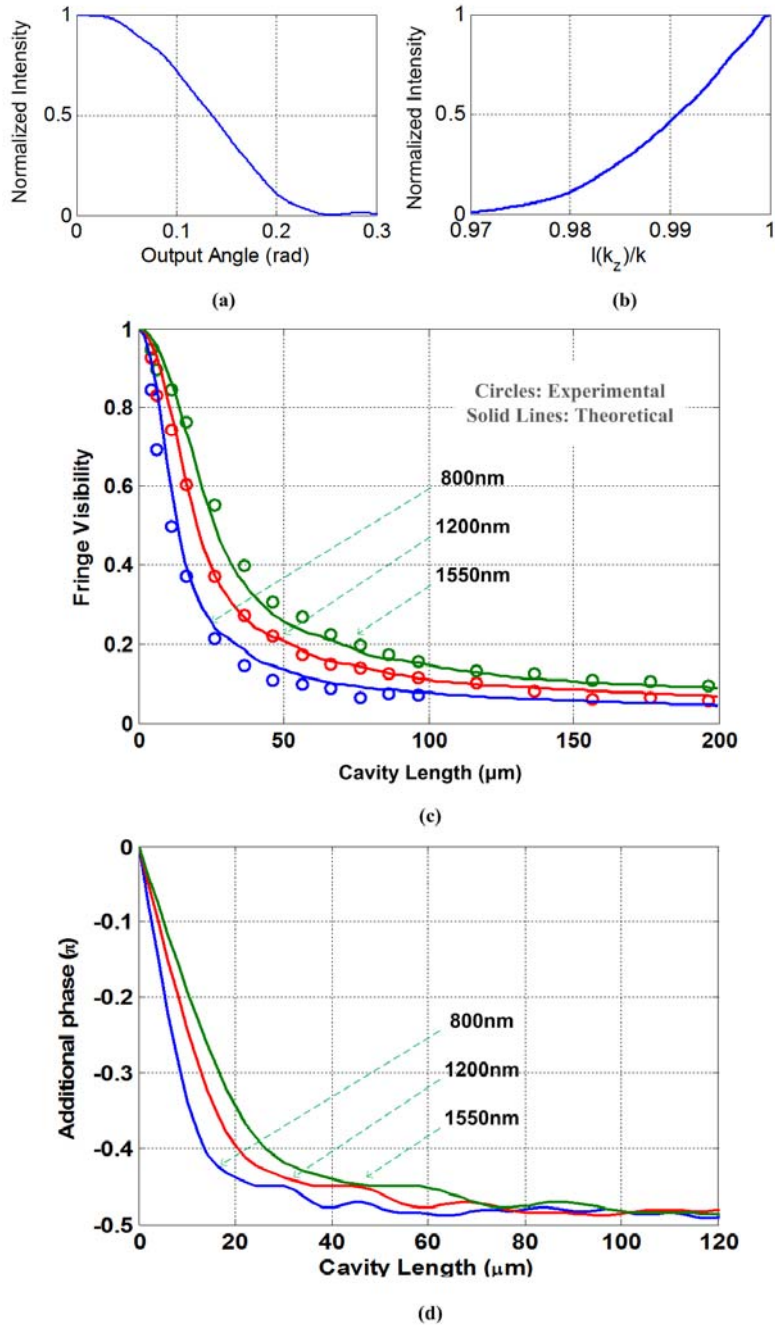 Normalized Intensity
1
0.5
0
0
0.1
0.2
0.3
Output Angle (rad)
(a)
Normalized Intensity
1
0.5
0
0.97
0.98
0.99
1
I(kz)/k
(b)
Fringe Visibility
1
0.8
0.6
0.4
0.2
0
Circles: Experimental
Solid Lines: Theoretical
800nm
1200nm
1550nm
0
50
100
150
200
Cavity Length (µm)
(c)
Additional phase (π)
0
-0.1
-0.2
-0.3
-0.4
-0.5
800nm
1200nm
1550nm
0
20
40
60
80
100
120
Cavity Length (µm)
(d)